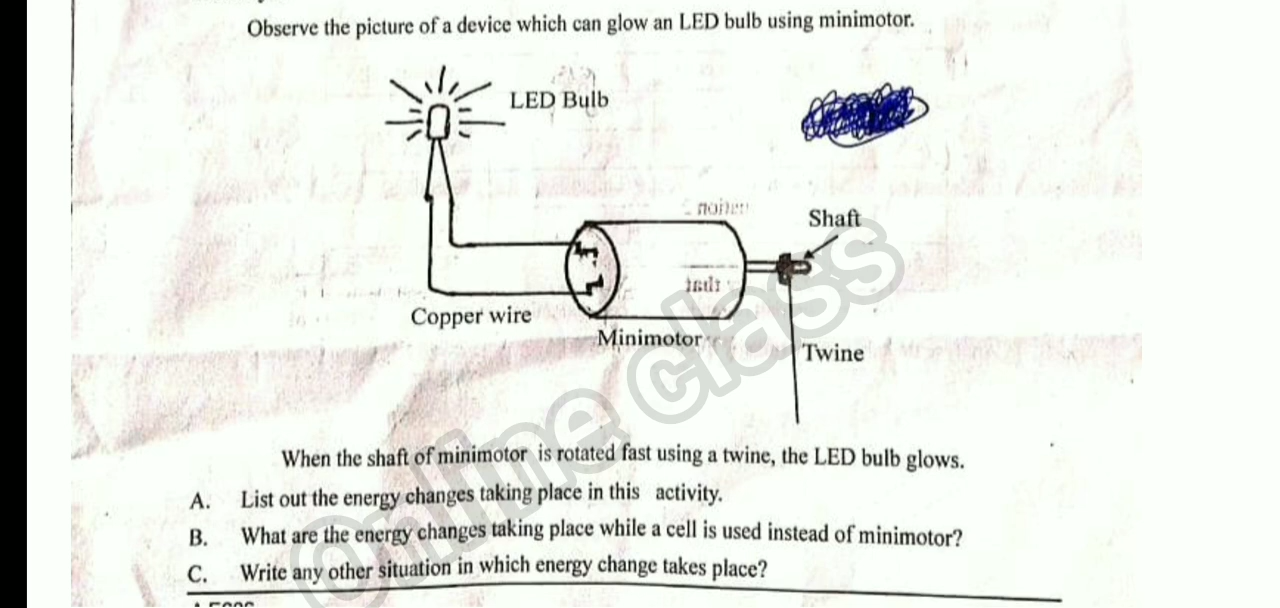 Observe the picture of a device which can glow an LED bulb using minimotor.
LED Bulb
Shaft
Copper wire
Minimotor
Twine
Online class
When the shaft of minimotor is rotated fast using a twine, the LED bulb glows.
A. List out the energy changes taking place in this activity.
B. What are the energy changes taking place while a cell is used instead of minimotor?
C. Write any other situation in which energy change takes place?